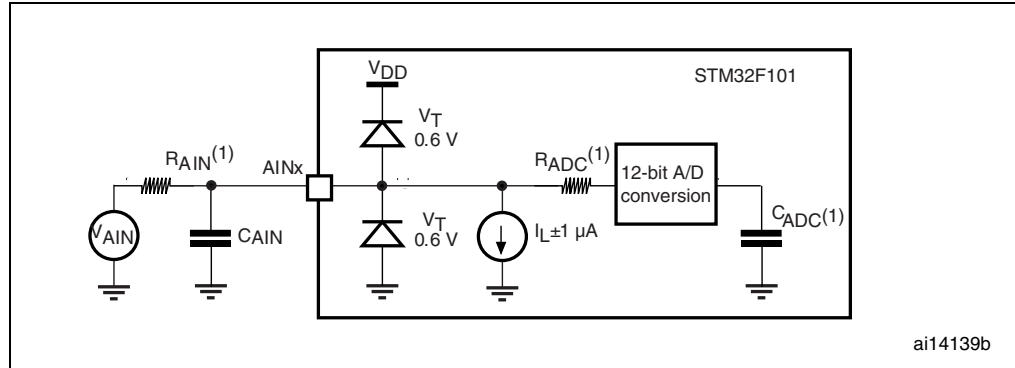 STM32F101
VDD
VT
0.6 V
RAIN(1)
AINx
RADC(1)
12-bit A/D
conversion
VAIN
CAIN
VT
0.6 V
IL±1 µA
CADC(1)
ai14139b